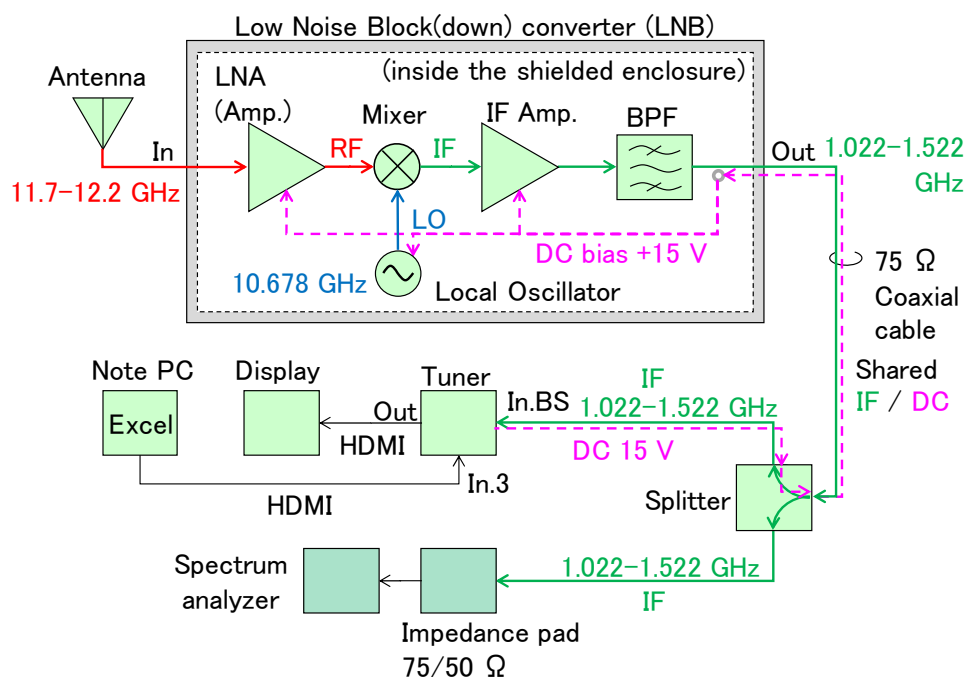 Low Noise Block(down) converter (LNB)
(inside the shielded enclosure)
Antenna
LNA
(Amp.)
Mixer
IF Amp.
BPF
In
RF
IF
Out
1.022-1.522
GHz
11.7-12.2 GHz
LO
DC bias +15 V
10.678 GHz
Local Oscillator
75 Ω
Coaxial
cable
Shared
IF / DC
Note PC
Display
Tuner
IF
Excel
Out
In.BS
1.022-1.522 GHz
HDMI
DC 15 V
In.3
HDMI
Splitter
Spectrum
analyzer
1.022-1.522 GHz
IF
Impedance pad
75/50 Ω